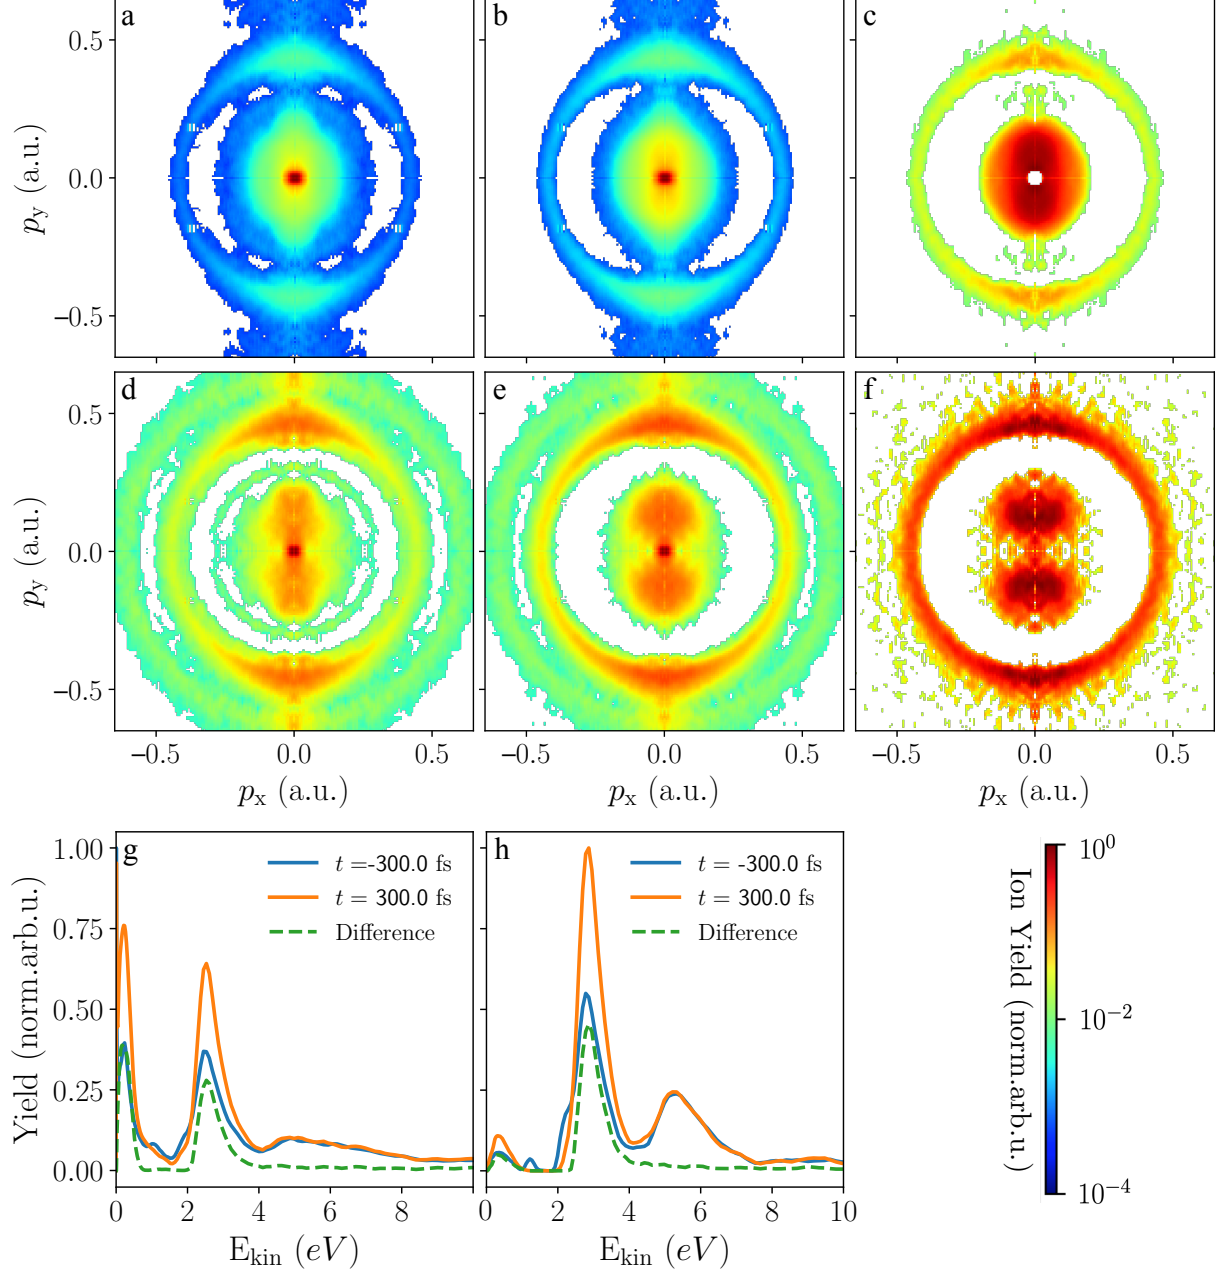 a
b
c
0.5
0.0
−0.5
p_y (a.u.)
d
e
f
0.5
0.0
−0.5
p_y (a.u.)
−0.5 0.0 0.5
−0.5 0.0 0.5
−0.5 0.0 0.5
p_x (a.u.)
p_x (a.u.)
p_x (a.u.)
g
t =-300.0 fs
t = 300.0 fs
Difference
1.00
0.75
0.50
0.25
0.00
Yield (norm.arb.u.)
0 2 4 6 8
E_kin (eV)
h
t = -300.0 fs
t = 300.0 fs
Difference
0 2 4 6 8 10
E_kin (eV)
Ion Yield (norm.arb.u.)
10^0
10^−2
10^−4